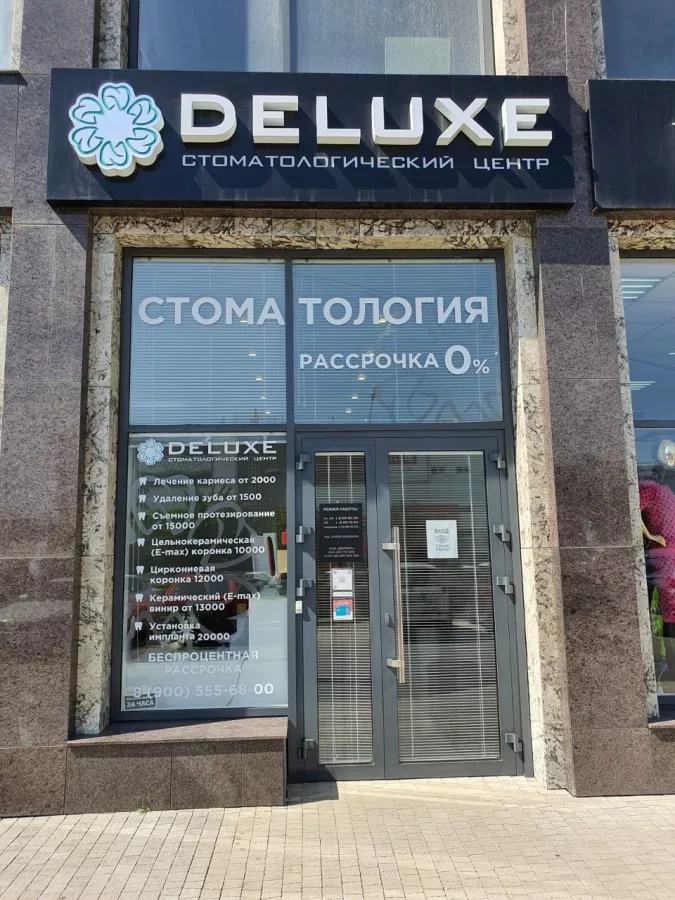 DELUXE
СТОМАТОЛОГИЧЕСКИЙ ЦЕНТР
СТОМАТОЛОГИЯ
РАССРОЧКА 0%
DELUXE
СТОМАТОЛОГИЧЕСКИЙ ЦЕНТР
Лечение кариеса от 2000
Удаление зуба от 1500
Съемное протезирование
от 15000
Цельнокерамическая
(E-max) коронка 10000
Циркониевая
коронка 12000
Керамический (E-max)
винир от 13000
Установка
импланта 20000
БЕСПРОЦЕНТНАЯ
РАССРОЧКА
8 (900) 555-68-00
24 ЧАСА
РЕЖИМ РАБОТЫ:
ВХОД